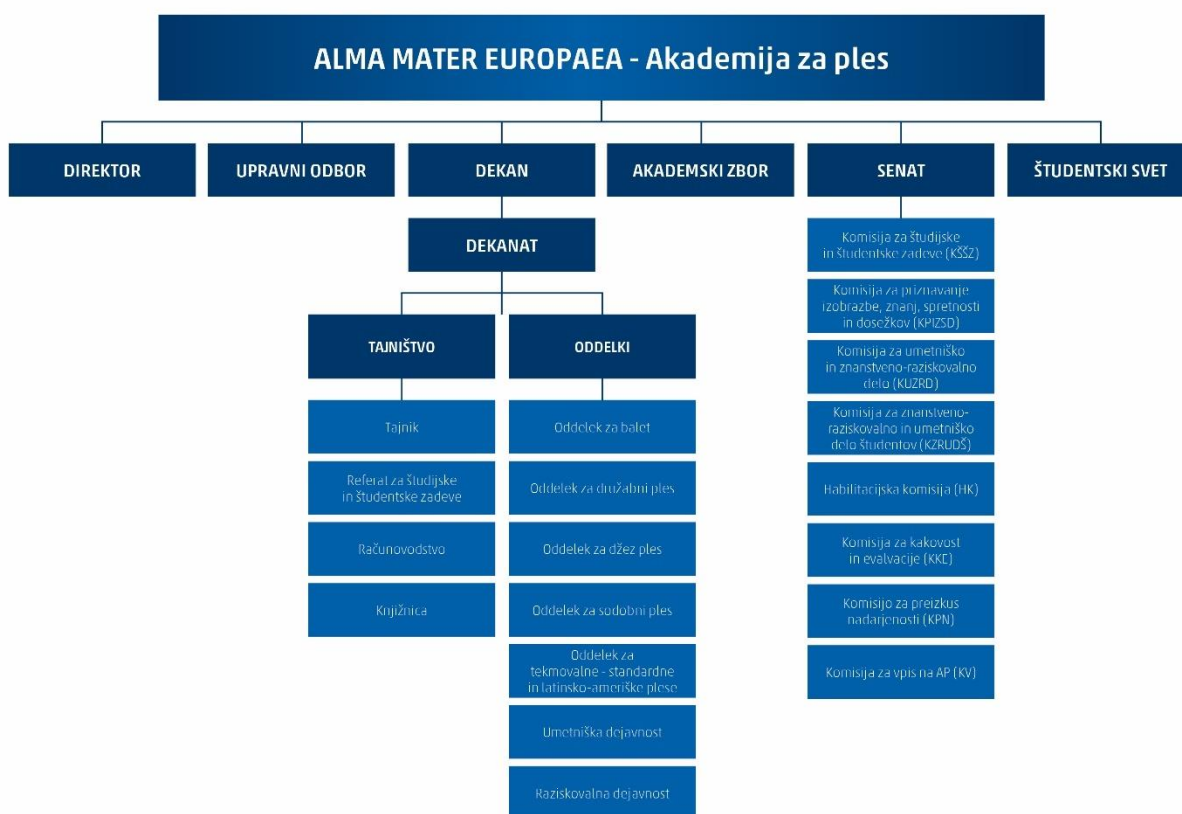 ALMA MATER EUROPAEA - Akademija za ples
DIREKTOR
UPRAVNI ODBOR
DEKAN
AKADEMSKI ZBOR
SENAT
ŠTUDENTSKI SVET
DEKANAT
TAJNIŠTVO
ODDELKI
Tajnik
Referat za študijske
in študentske zadeve
Računovodstvo
Knjižnica
Oddelek za balet
Oddelek za družabni ples
Oddelek za džez ples
Oddelek za sodobni ples
Oddelek za
tekmovalne - standardne
in latinsko-ameriške plese
Umetniška dejavnost
Raziskovalna dejavnost
Komisija za študijske
in študentske zadeve (KŠŠZ)
Komisija za priznavanje
izobrazbe, znanj, spretnosti
in dosežkov (KPIZSD)
Komisija za umetniško
in znanstveno-raziskovalno
delo (KUZRD)
Komisija za znanstveno-
raziskovalno in umetniško
delo študentov (KZRUDŠ)
Habilitacijska komisija (HK)
Komisija za kakovost
in evalvacije (KKE)
Komisijo za preizkus
nadarjenosti (KPN)
Komisija za vpis na AP (KV)